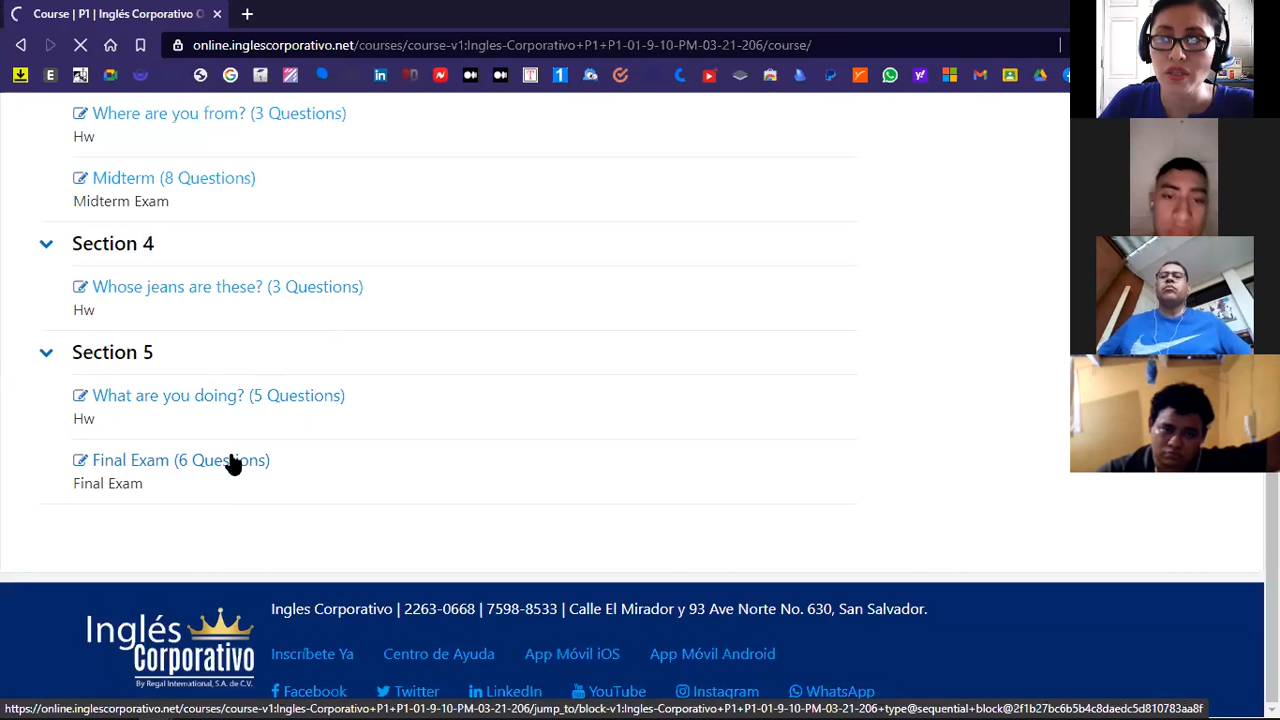 Course | P1 | Inglés Corporativo
online.inglescorporativo.net/courses/course-v1:Ingles-Corporativo+P1+P1-01-9-10-PM-03-21-206/course/
Where are you from? (3 Questions)
Hw
Midterm (8 Questions)
Midterm Exam
Section 4
Whose jeans are these? (3 Questions)
Hw
Section 5
What are you doing? (5 Questions)
Hw
Final Exam (6 Questions)
Final Exam
Inglés
Corporativo
By Regal International, S.A. de C.V.
Ingles Corporativo | 2263-0668 | 7598-8533 | Calle El Mirador y 93 Ave Norte No. 630, San Salvador.
Inscríbete Ya
Centro de Ayuda
App Móvil iOS
App Móvil Android
Facebook
Twitter
LinkedIn
YouTube
Instagram
WhatsApp
https://online.inglescorporativo.net/courses/course-v1:Ingles-Corporativo+P1+P1-01-9-10-PM-03-21-206/jump_to/block-v1:Ingles-Corporativo+P1+P1-01-9-10-PM-03-21-206+type@sequential+block@2f1b27bc6b5b4c8daedc5d810783aa8f